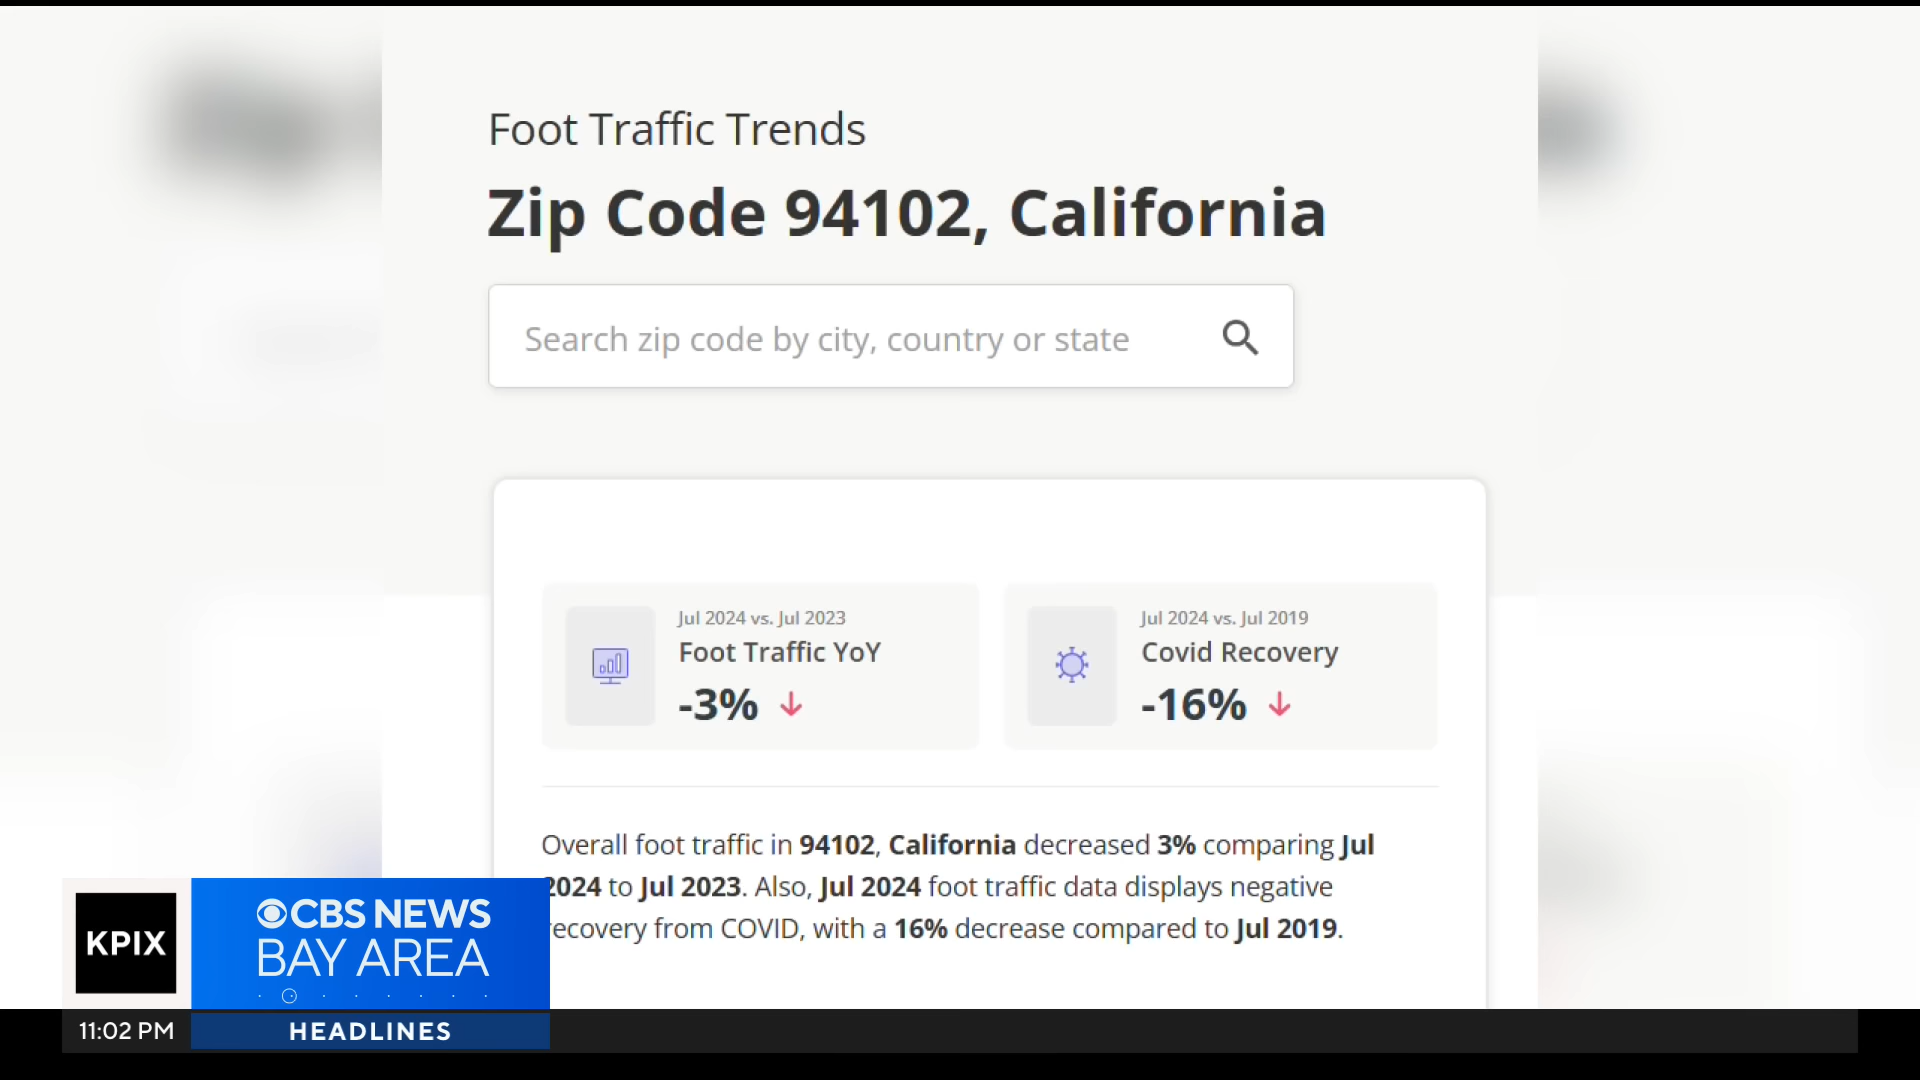 Foot Traffic Trends
Zip Code 94102, California
Search zip code by city, country or state
Jul 2024 vs. Jul 2023
Foot Traffic YoY
-3%
Jul 2024 vs. Jul 2019
Covid Recovery
-16%
Overall foot traffic in 94102, California decreased 3% comparing Jul
2024 to Jul 2023. Also, Jul 2024 foot traffic data displays negative
recovery from COVID, with a 16% decrease compared to Jul 2019.
KPIX
CBS NEWS
BAY AREA
11:02 PM
HEADLINES